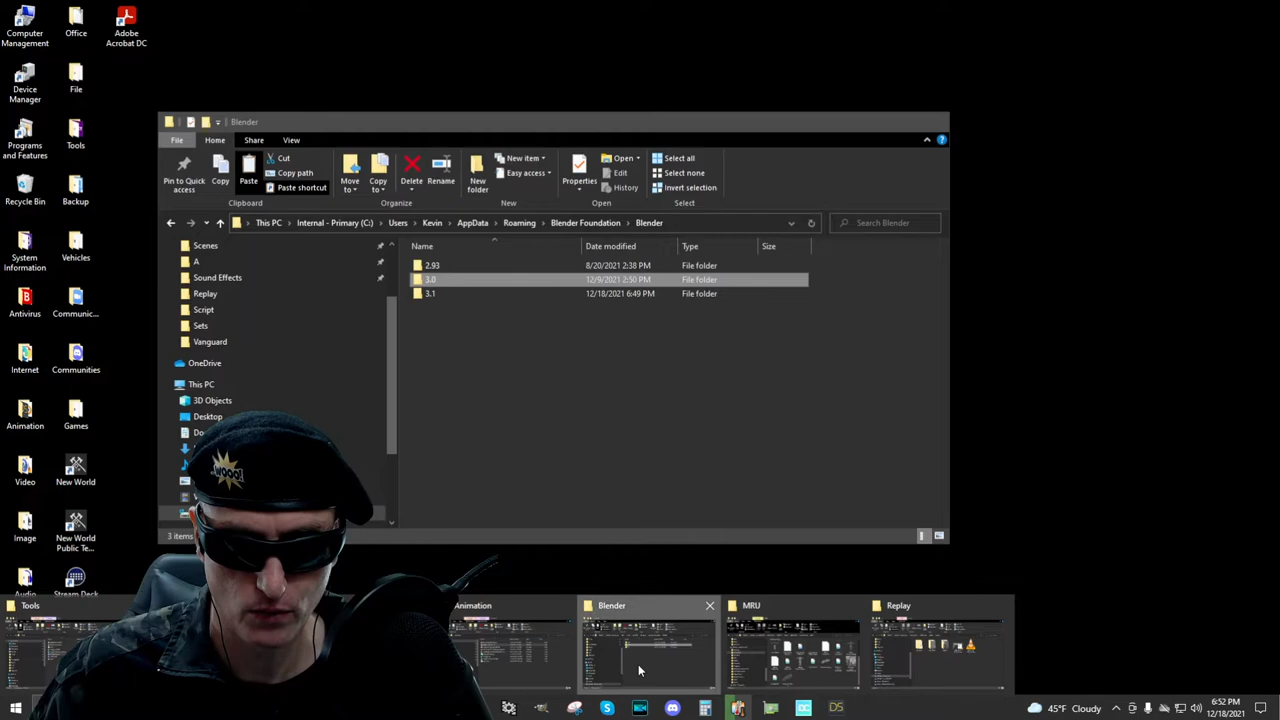 Computer
Management
Office
Adobe
Acrobat DC
Device
Manager
File
Programs
and Features
Tools
Recycle Bin
Backup
System
Information
Vehicles
Antivirus
Communic...
Internet
Communities
Animation
Games
Video
New World
Image
New World
Public Te...
Audio
Stream Deck
Blender
File
Home
Share
View
Pin to Quick
access
Copy
Paste
Cut
Copy path
Paste shortcut
Clipboard
Move
to
Copy
to
Delete
Rename
Organize
New
folder
New item
Easy access
New
Properties
Open
Edit
History
Open
Select all
Select none
Invert selection
Select
This PC > Internal - Primary (C:) > Users > Kevin > AppData > Roaming > Blender Foundation > Blender
Search Blender
Name Date modified Type Size
2.93 8/20/2021 2:38 PM File folder
3.0 12/9/2021 2:50 PM File folder
3.1 12/18/2021 6:49 PM File folder
Scenes
A
Sound Effects
Replay
Script
Sets
Vanguard
OneDrive
This PC
3D Objects
Desktop
3 items
WOOO!
Tools
Animation
Blender
MRU
Replay
45°F Cloudy
6:52 PM
12/18/2021